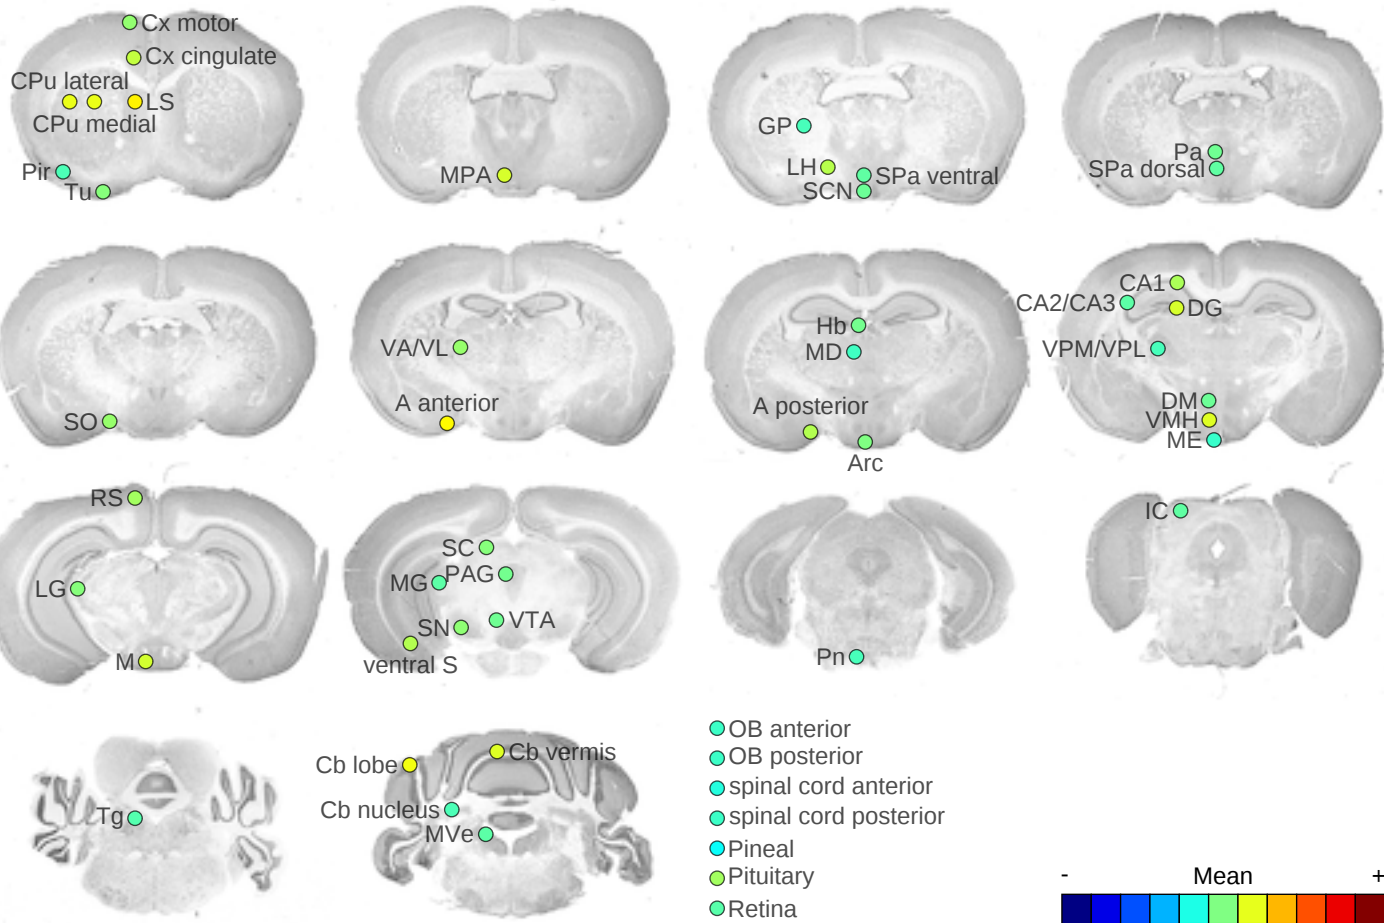 Cx motor
Cx cingulate
CPu lateral
LS
CPu medial
Pir
Tu
MPA
GP
LH
SPa ventral
SCN
Pa
SPa dorsal
SO
VA/VL
A anterior
Hb
MD
A posterior
Arc
CA1
CA2/CA3
DG
VPM/VPL
DM
VMH
ME
RS
LG
M
SC
MG
PAG
SN
VTA
ventral S
Pn
IC
Tg
Cb lobe
Cb vermis
Cb nucleus
MVe
OB anterior
OB posterior
spinal cord anterior
spinal cord posterior
Pineal
Pituitary
Retina
- Mean +